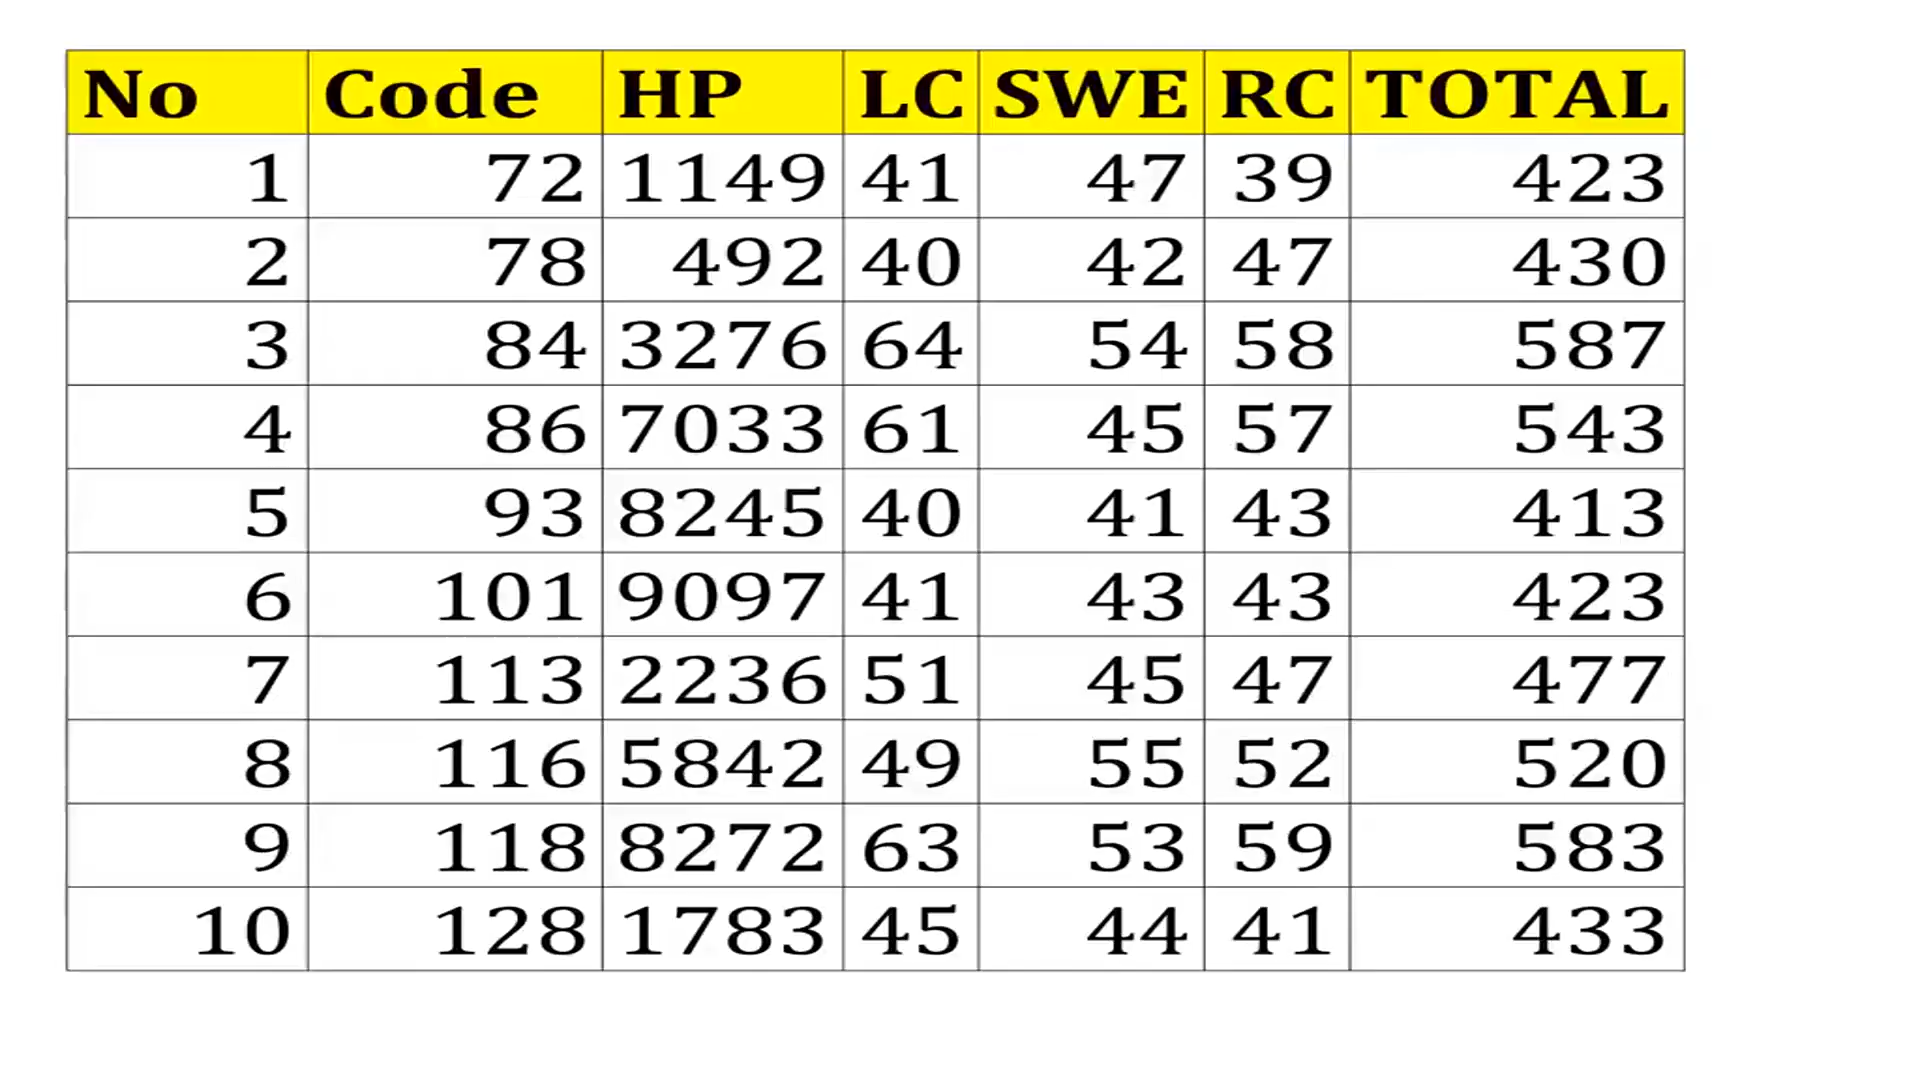 No Code HP LC SWE RC TOTAL
1 72 1149 41 47 39 423
2 78 492 40 42 47 430
3 84 3276 64 54 58 587
4 86 7033 61 45 57 543
5 93 8245 40 41 43 413
6 101 9097 41 43 43 423
7 113 2236 51 45 47 477
8 116 5842 49 55 52 520
9 118 8272 63 53 59 583
10 128 1783 45 44 41 433